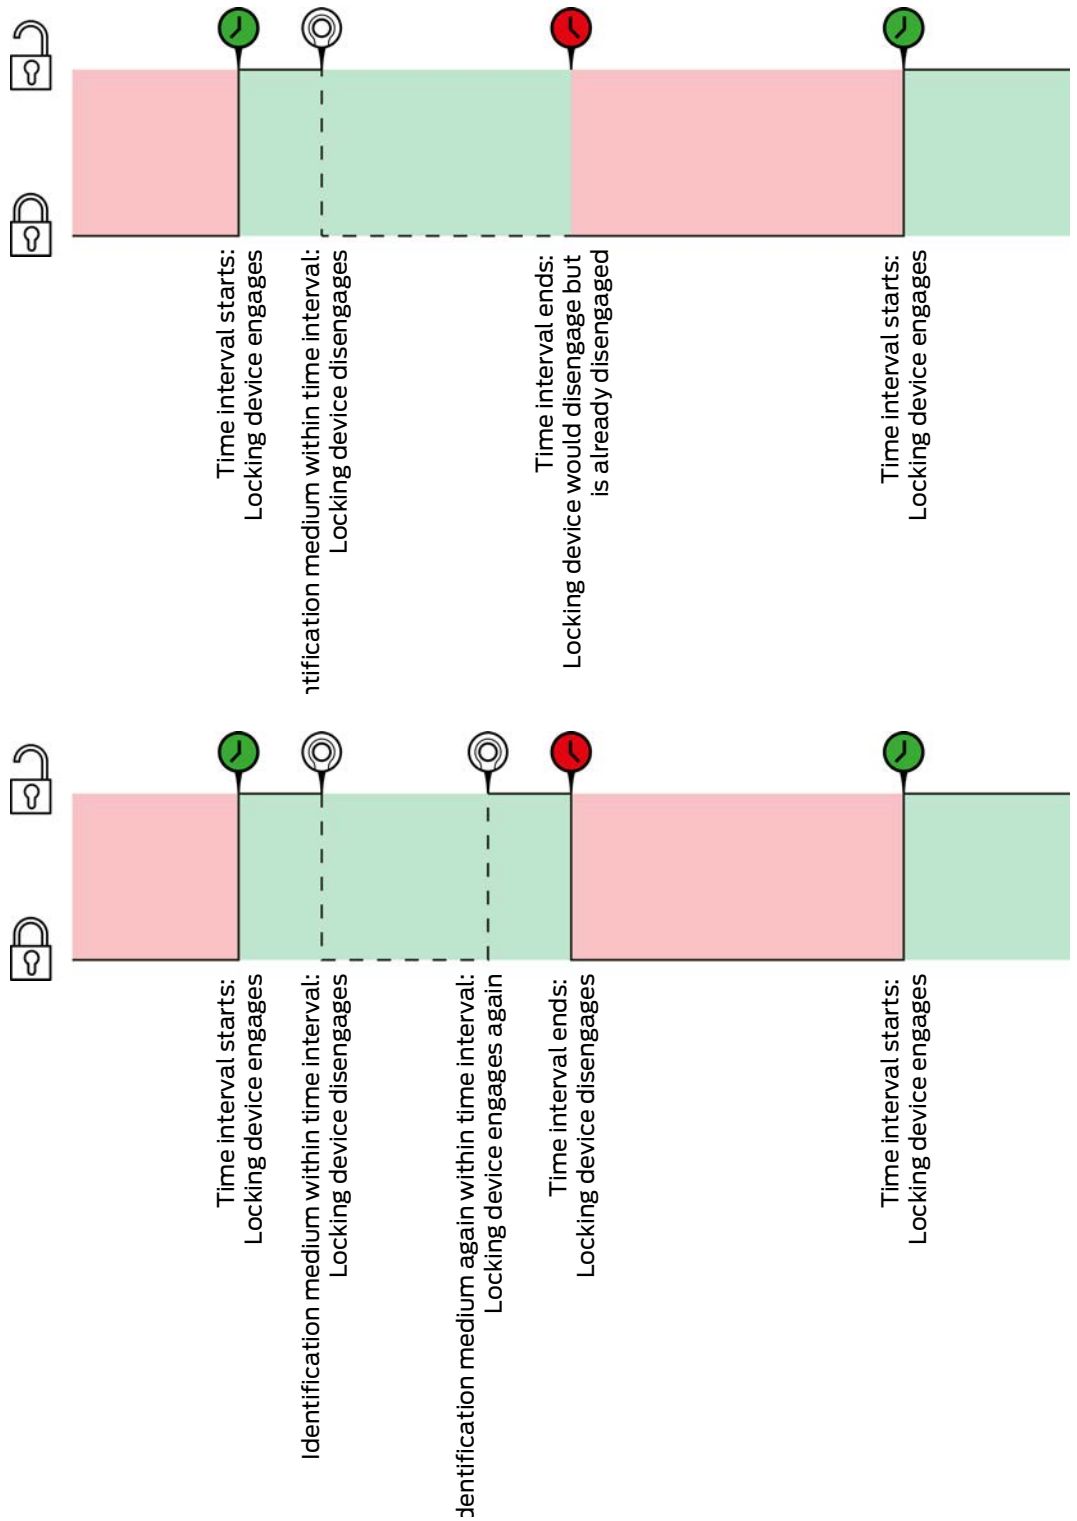 Time interval starts:
Locking device engages
ntification medium within time interval:
Locking device disengages
Time interval ends:
Locking device would disengage but
is already disengaged
Time interval starts:
Locking device engages
Time interval starts:
Locking device engages
Identification medium within time interval:
Locking device disengages
dentification medium again within time interval:
Locking device engages again
Time interval ends:
Locking device disengages
Time interval starts:
Locking device engages